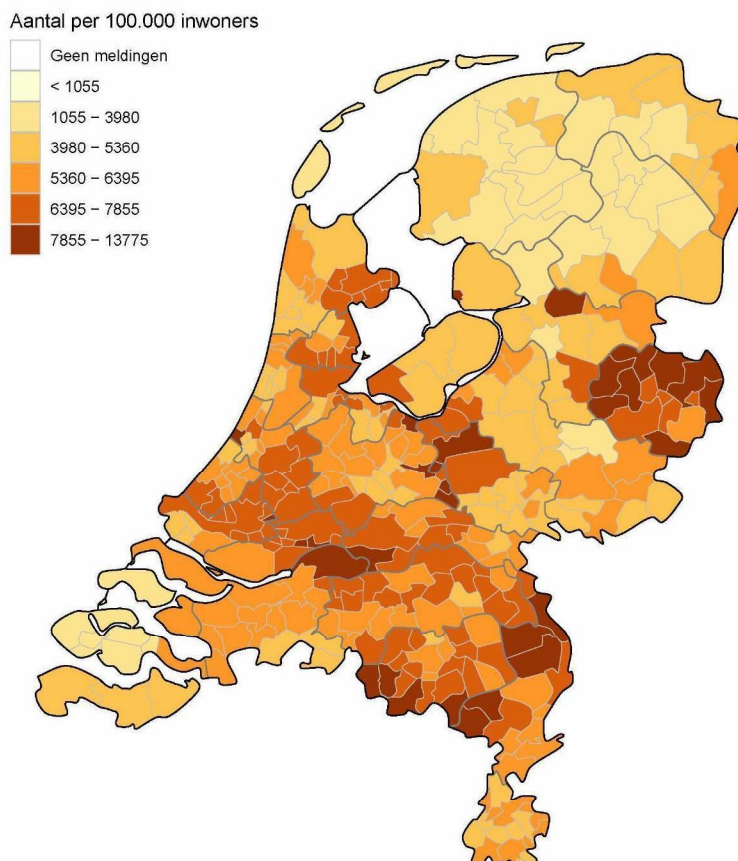 Aantal per 100.000 inwoners
Geen meldingen
< 1055
1055 – 3980
3980 – 5360
5360 – 6395
6395 – 7855
7855 – 13775